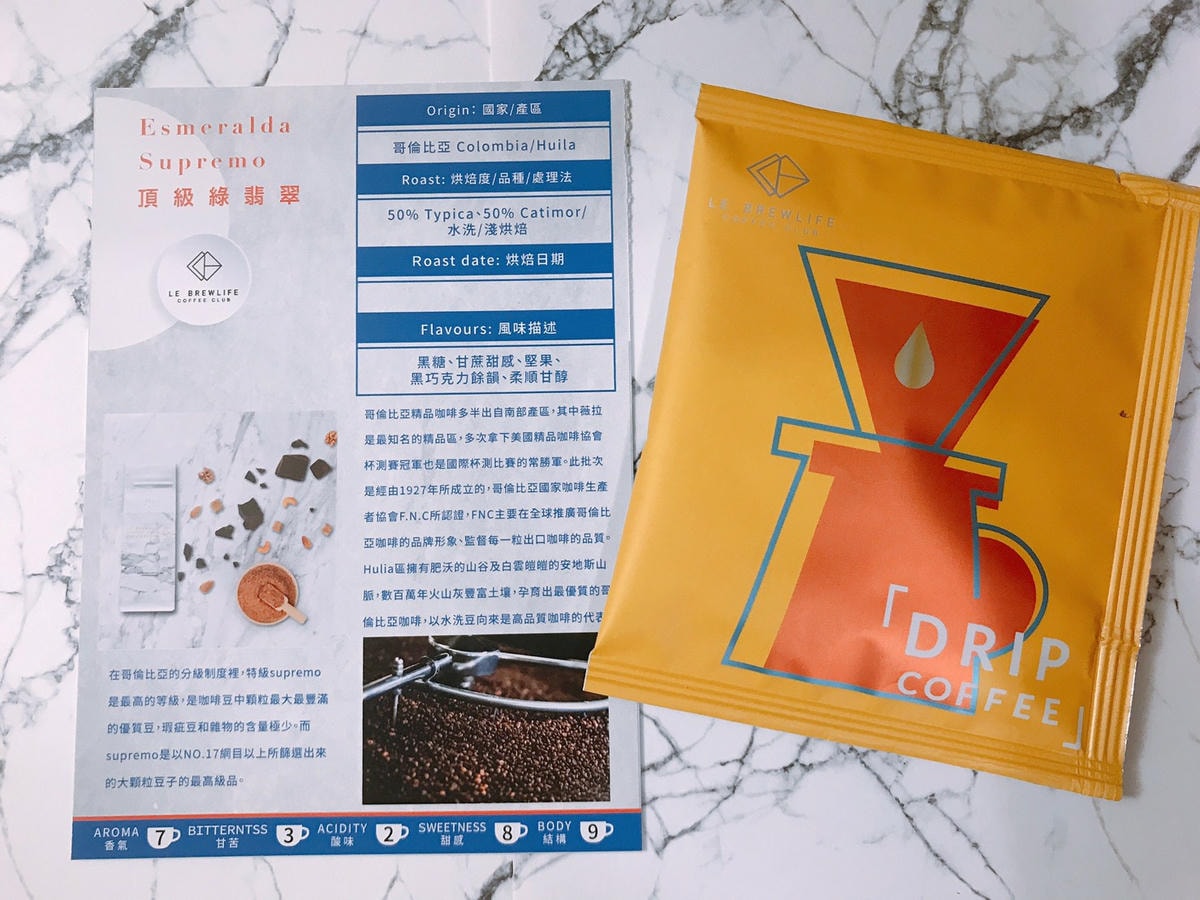 Esmeralda
Supremo
頂級綠翡翠
LE BREWLIFE
COFFEE CLUB
Origin: 國家/產區
哥倫比亞 Colombia/Huila
Roast: 烘焙度/品種/處理法
50% Typica、50% Catimor/
水洗/淺烘焙
Roast date: 烘焙日期
Flavours: 風味描述
黑糖、甘蔗甜感、堅果、
黑巧克力餘韻、柔順甘醇
哥倫比亞精品咖啡多半出自南部產區，其中薇拉
是最知名的精品區，多次拿下美國精品咖啡協會
杯測賽冠軍也是國際杯測比賽的常勝軍。此批次
是經由1927年所成立的，哥倫比亞國家咖啡生產
者協會F.N.C所認證，FNC主要在全球推廣哥倫比
亞咖啡的品牌形象、監督每一粒出口咖啡的品質。
Hulia區擁有肥沃的山谷及白雲皚皚的安地斯山
脈，數百萬年火山灰豐富土壤，孕育出最優質的哥
倫比亞咖啡，以水洗豆向來是高品質咖啡的代表
在哥倫比亞的分級制度裡，特級supremo
是最高的等級，是咖啡豆中顆粒最大最豐滿
的優質豆，瑕疵豆和雜物的含量極少。而
supremo是以NO.17網目以上所篩選出來
的大顆粒豆子的最高級品。
AROMA 7 BITTERNTSS 3 ACIDITY 2 SWEETNESS 8 BODY 9
香氣 甘苦 酸味 甜感 結構
LE BREWLIFE
COFFEE CLUB
「DRIP
COFFEE」